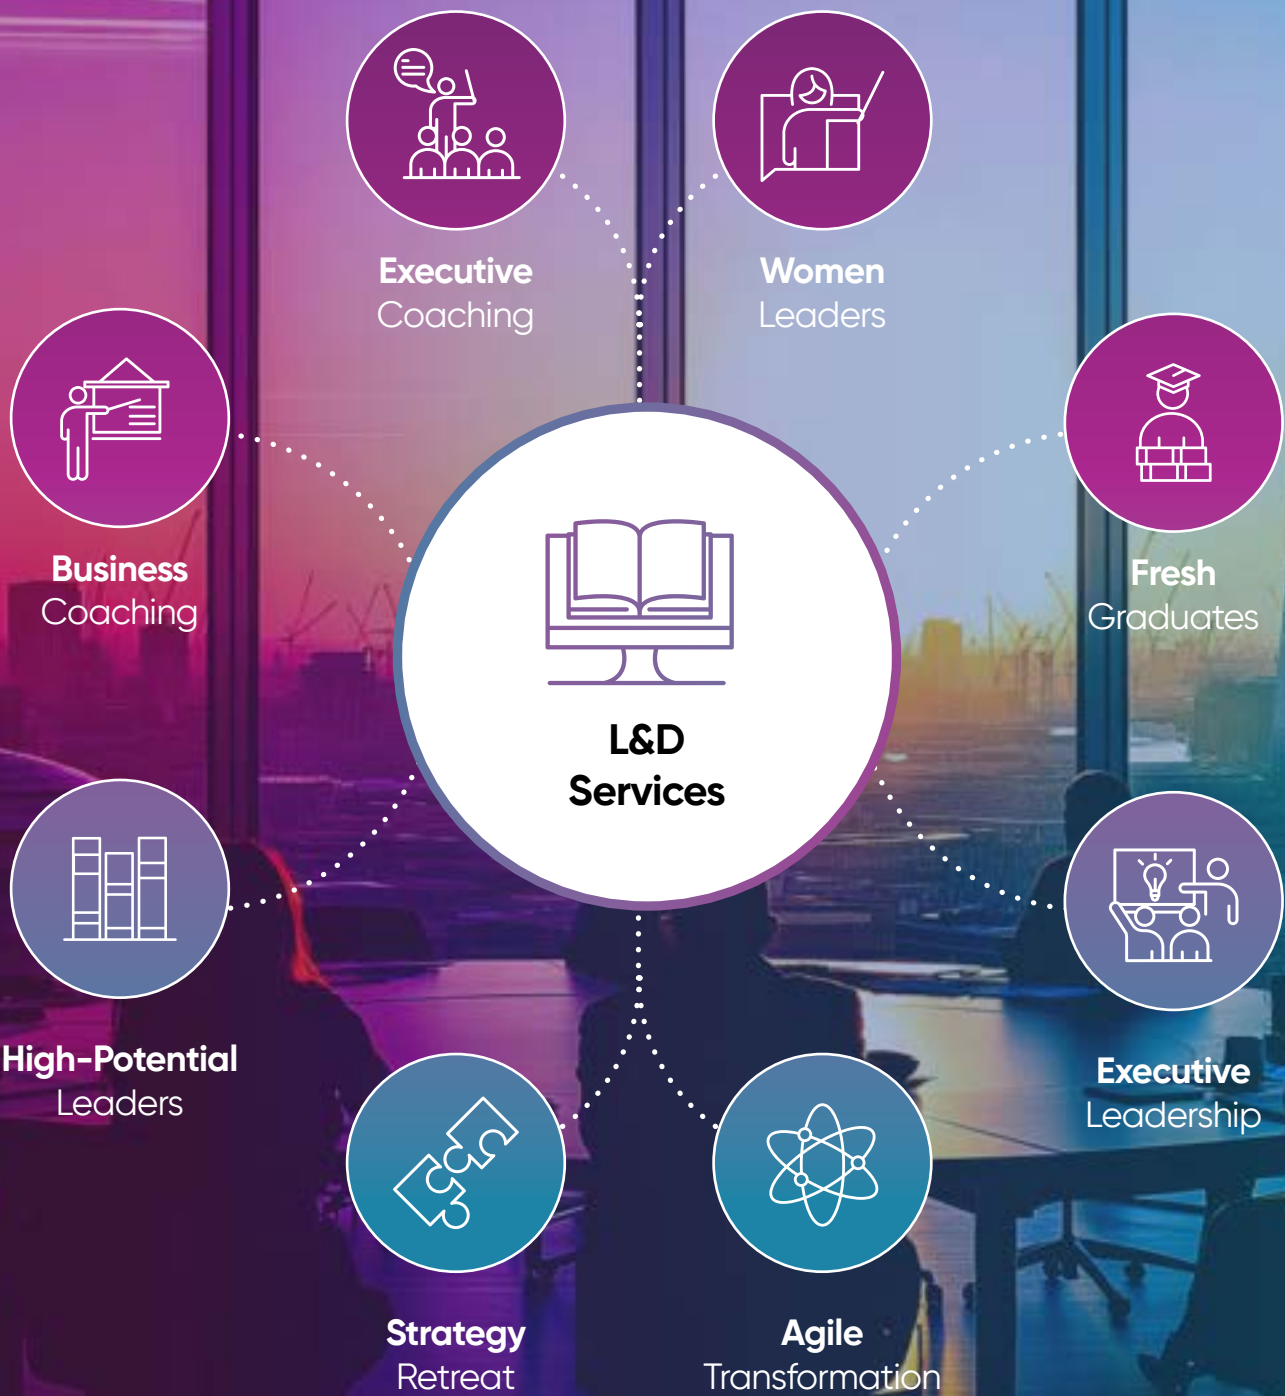 Executive
Coaching
Women
Leaders
Business
Coaching
Fresh
Graduates
L&D
Services
High-Potential
Leaders
Executive
Leadership
Strategy
Retreat
Agile
Transformation